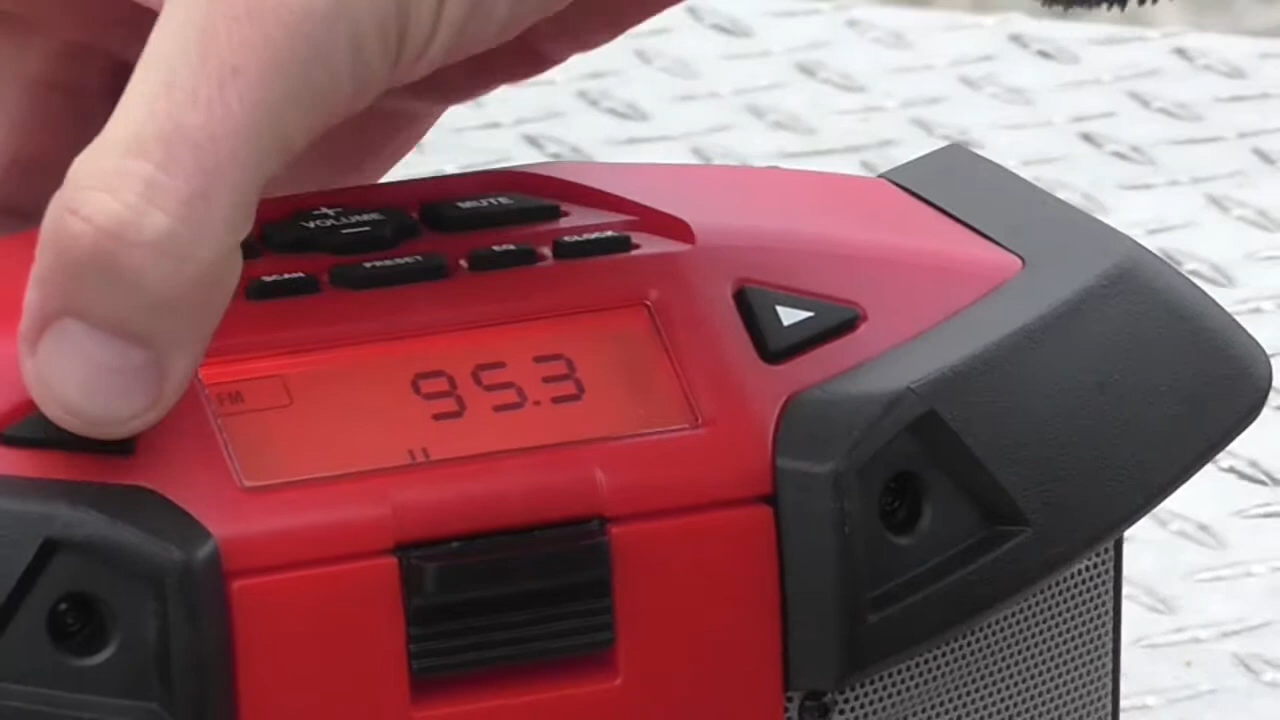 +
VOLUME
−
MUTE
SCAN
PRESET
EQ
CLOCK
FM
95.3